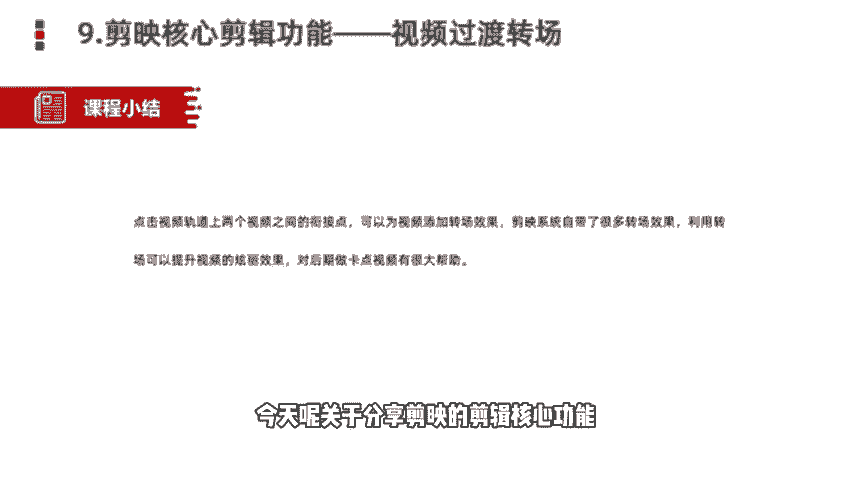 9.剪映核心剪辑功能——视频过渡转场
课程小结
点击视频轨道上两个视频之间的衔接点，可以为视频添加转场效果，剪映系统自带了很多转场效果，利用转
场可以提升视频的炫丽效果，对后期做卡点视频有很大帮助。
今天呢关于分享剪映的剪辑核心功能